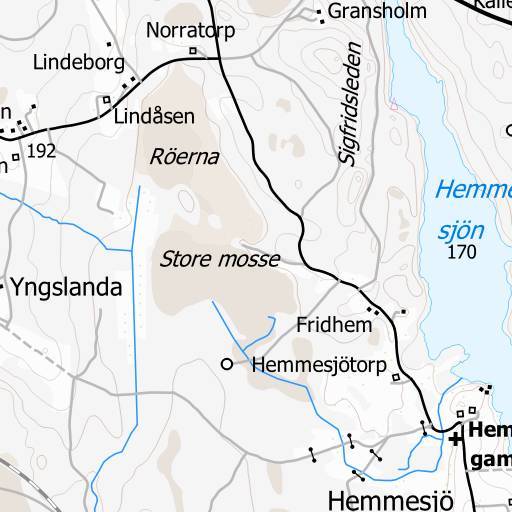 Gransholm
Norratorp
Lindeborg
Lindåsen
192
Röerna
Sigfridsleden
Hemme
sjön
170
Store mosse
Yngslanda
Fridhem
Hemmesjötorp
Hem
gam
Hemmesjö